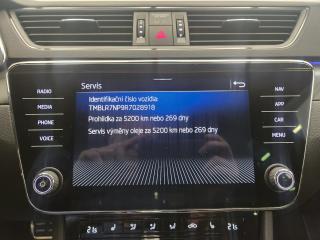 Servis
RADIO
MEDIA
PHONE
VOICE
Identifikační číslo vozidla:
TMBLR7NP9R7028918
Prohlídka za 5200 km nebo 269 dny
Servis výměny oleje za 5200 km nebo 269 dny
NAV
APP
CAR
MENU